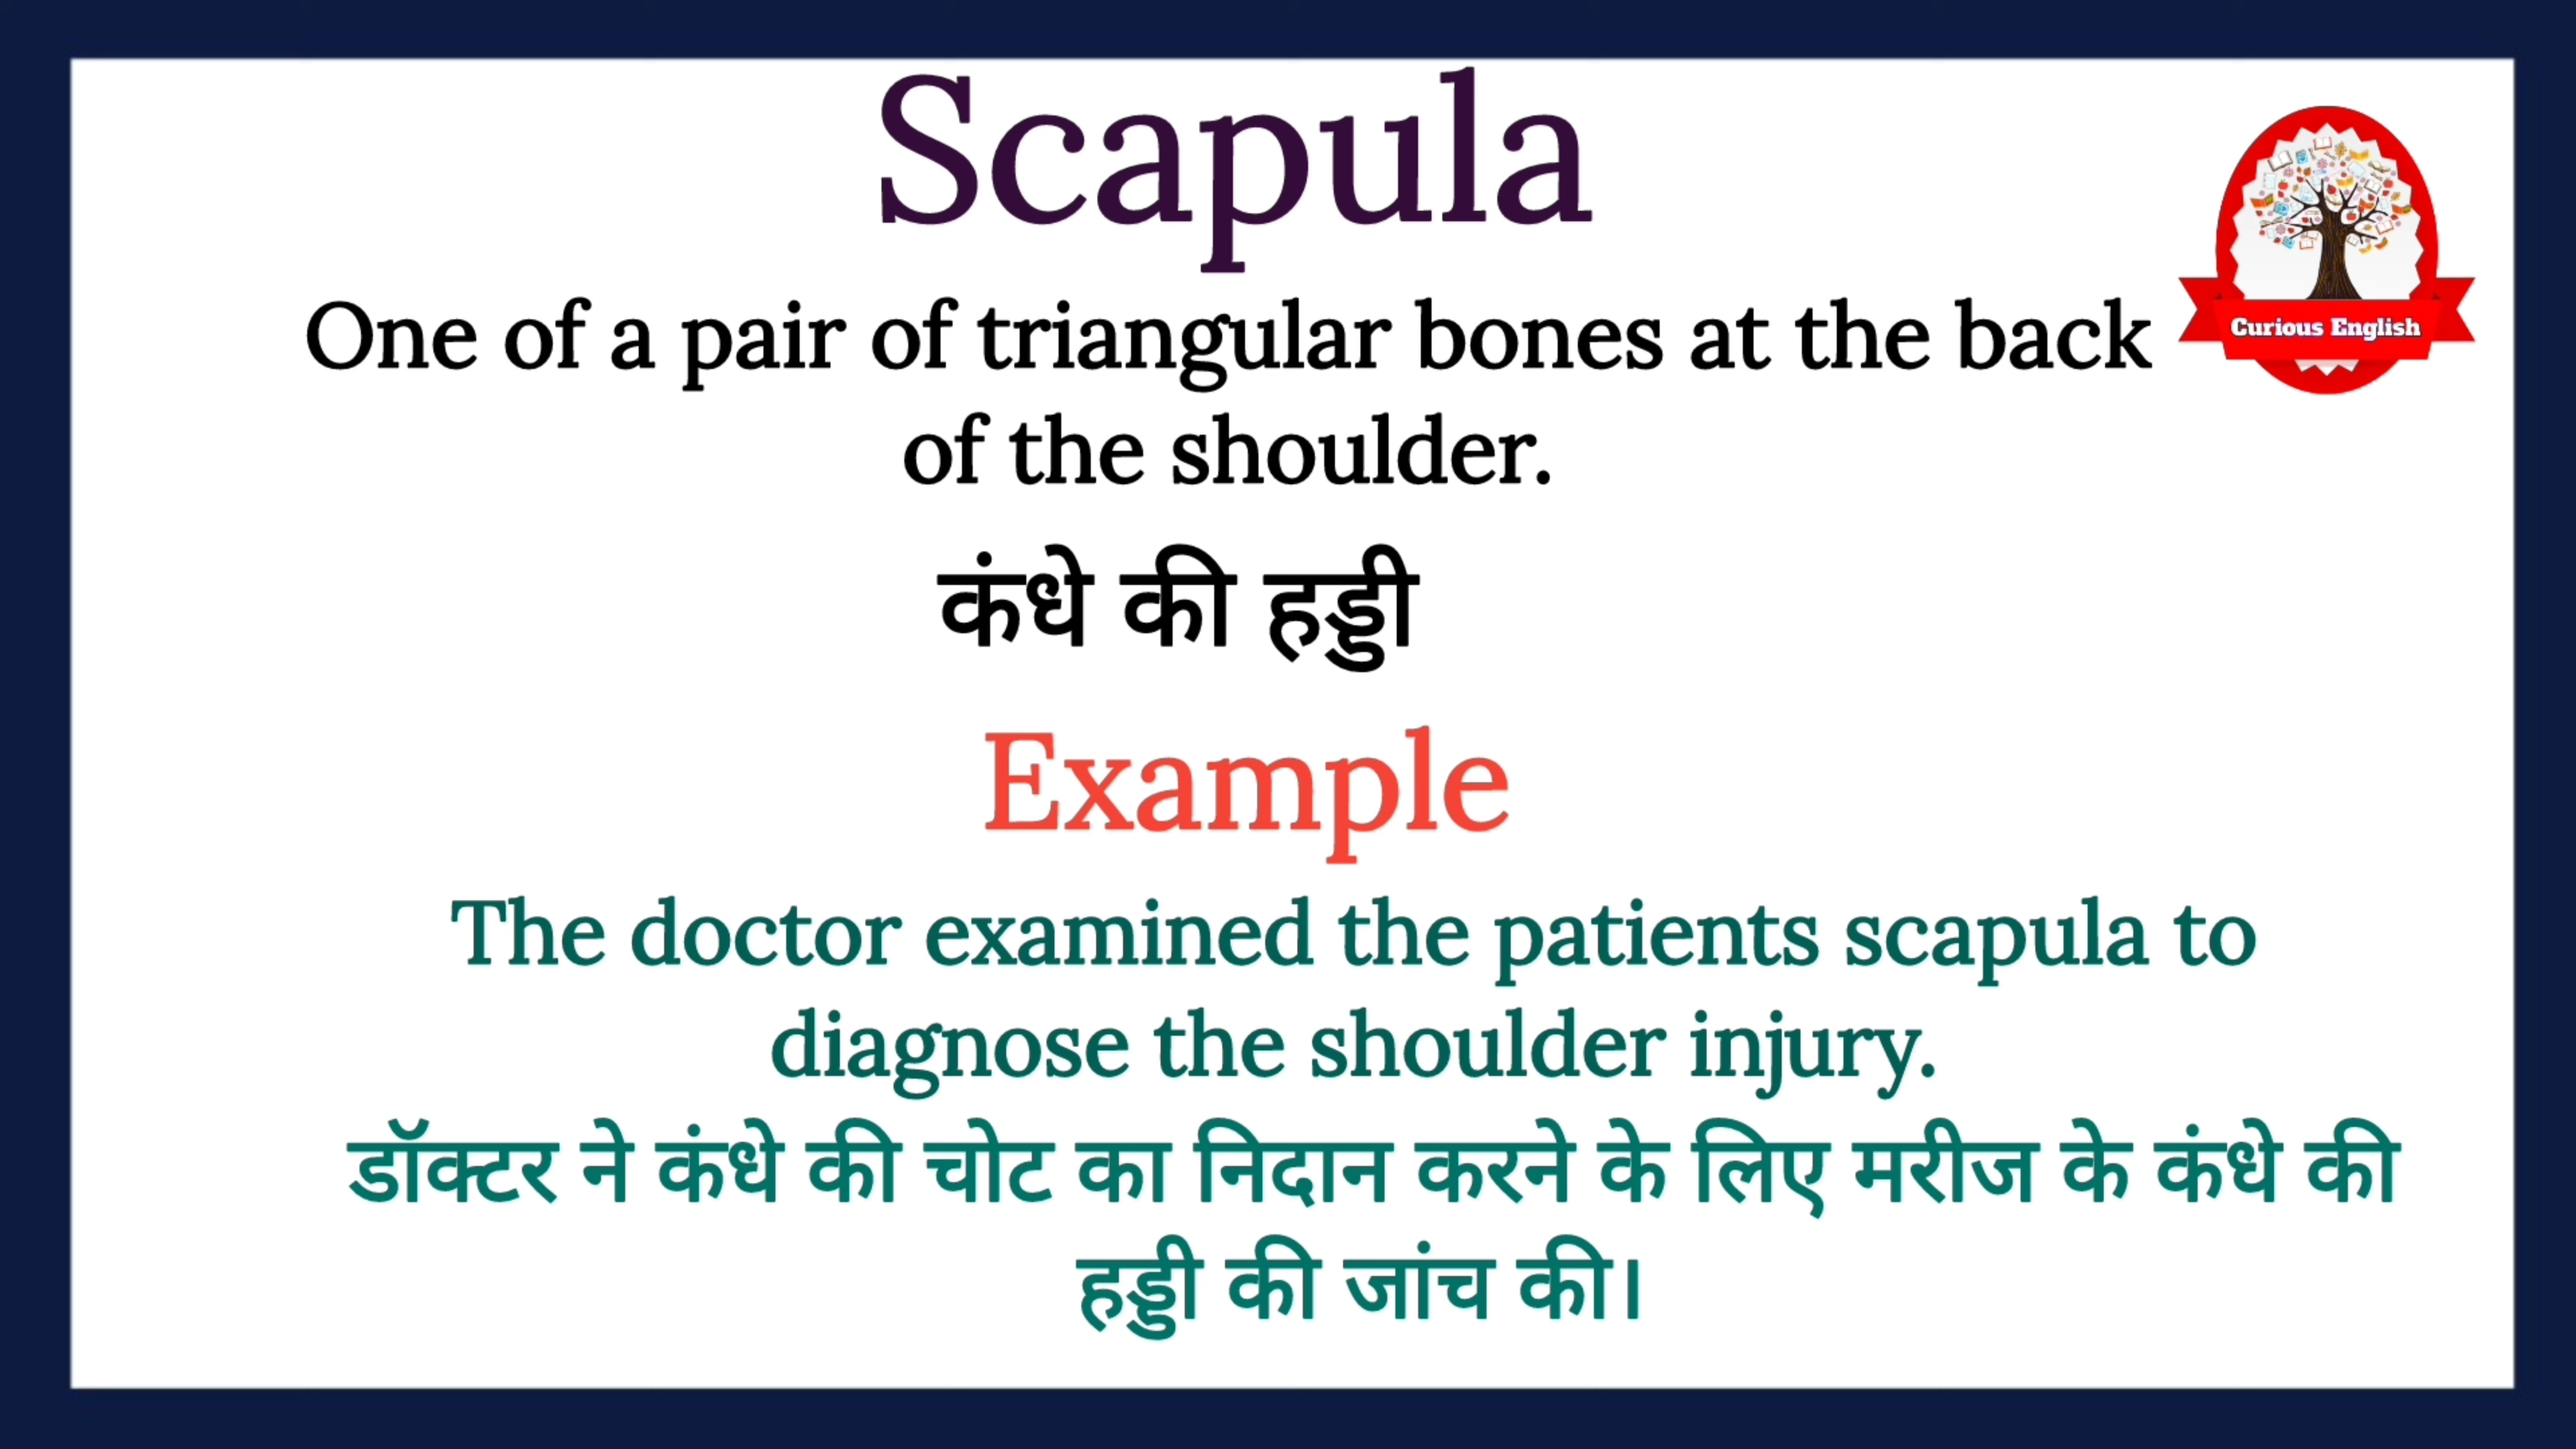 Scapula
One of a pair of triangular bones at the back
of the shoulder.
Curious English
कंधे की हड्डी
Example
The doctor examined the patients scapula to
diagnose the shoulder injury.
डॉक्टर ने कंधे की चोट का निदान करने के लिए मरीज के कंधे की
हड्डी की जांच की।